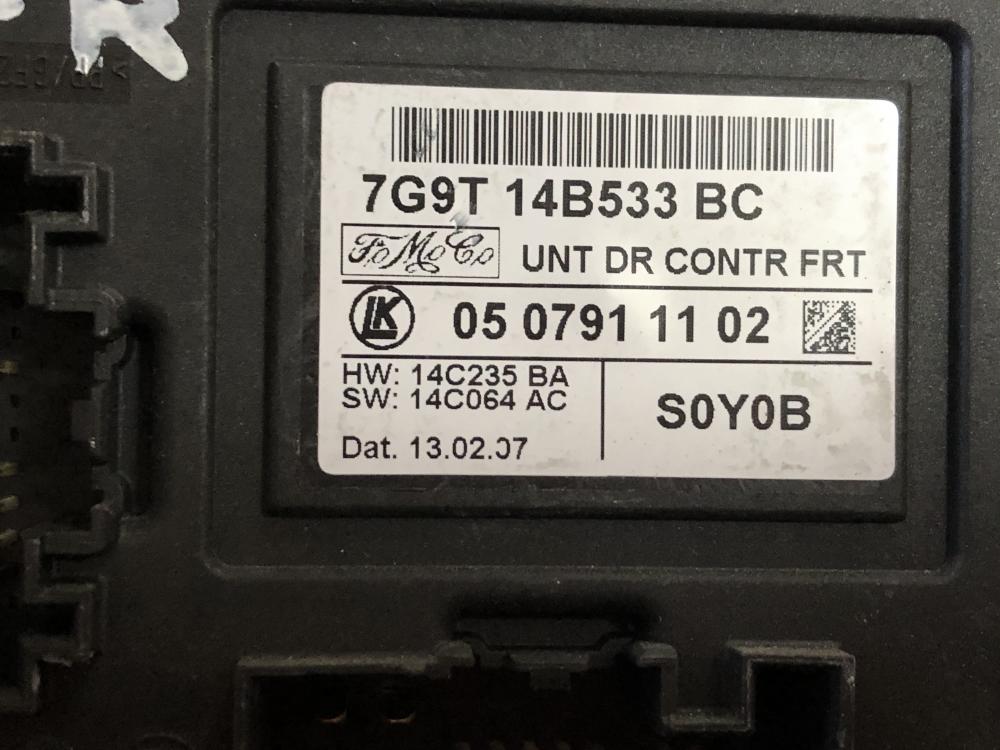 R
7G9T 14B533 BC
FoMoCo UNT DR CONTR FRT
LK 05 0791 11 02
HW: 14C235 BA
SW: 14C064 AC
S0Y0B
Dat. 13.02.07